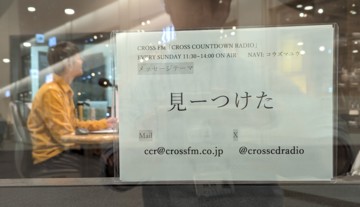 CROSS FM「CROSS COUNTDOWN RADIO」
EVERY SUNDAY 11:30-14:00 ON AIR
メッセージテーマ
見ーつけた
Mail X
ccr@crossfm.co.jp @crosscdradio